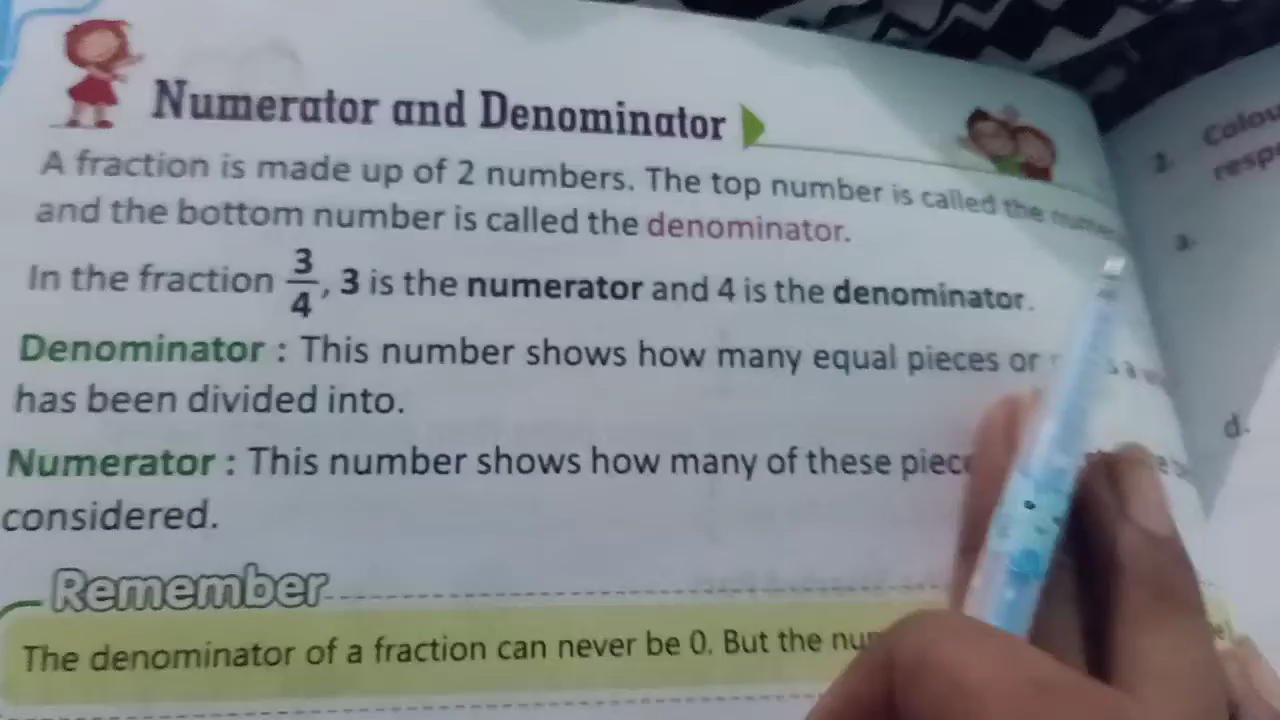 Numerator and Denominator
A fraction is made up of 2 numbers. The top number is called the
and the bottom number is called the denominator.
In the fraction 3/4, 3 is the numerator and 4 is the denominator.
Denominator : This number shows how many equal pieces or
has been divided into.
Numerator : This number shows how many of these
considered.
Remember
The denominator of a fraction can never be 0. But the
2.
a.
d.